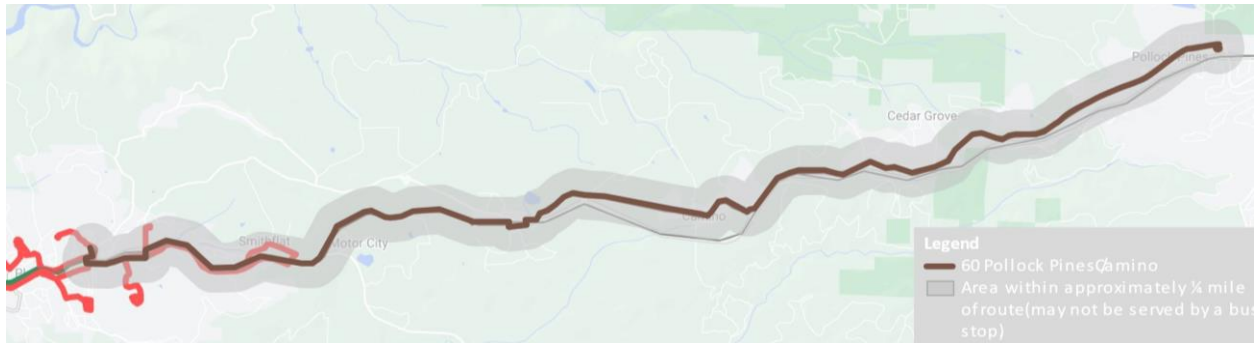 Pollock Pines
Cedar Grove
Smithflat
Motor City
Legend
60 Pollock Pines/Camino
Area within approximately ¼ mile
of route(may not be served by a bus
stop)